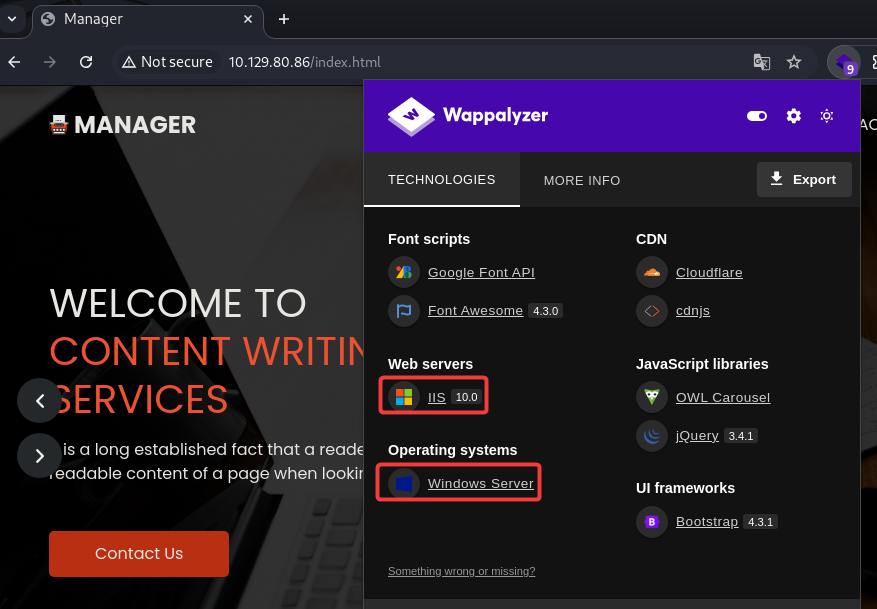 Manager
Not secure 10.129.80.86/index.html
9
MANAGER
WELCOME TO
CONTENT WRITIN
SERVICES
is a long established fact that a reade
readable content of a page when lookin
Contact Us
Wappalyzer
TECHNOLOGIES
MORE INFO
Export
Font scripts
Google Font API
Font Awesome 4.3.0
Web servers
IIS 10.0
Operating systems
Windows Server
CDN
Cloudflare
cdnjs
JavaScript libraries
OWL Carousel
jQuery 3.4.1
UI frameworks
Bootstrap 4.3.1
Something wrong or missing?